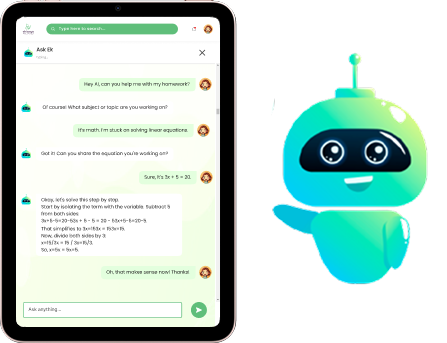 Type here to search...
Ask Ek
Hey AI, can you help me with my homework?
Of course! What subject or topic are you working on?
It's math. I'm stuck on solving linear equations.
Got it! Can you share the equation you're working on?
Sure, it's 3x + 5 = 20.
Okay, let's solve this step by step.
Start by isolating the term with the variable. Subtract 5
from both sides:
3x+5-5=20-53x + 5 - 5 = 20 - 53x+5-5=20-5.
That simplifies to 3x=153x = 153x=15.
Now, divide both sides by 3:
x=15/3x = 15 / 3x=15/3.
So, x=5x = 5x=5.
Oh, that makes sense now! Thanks!
Ask anything...